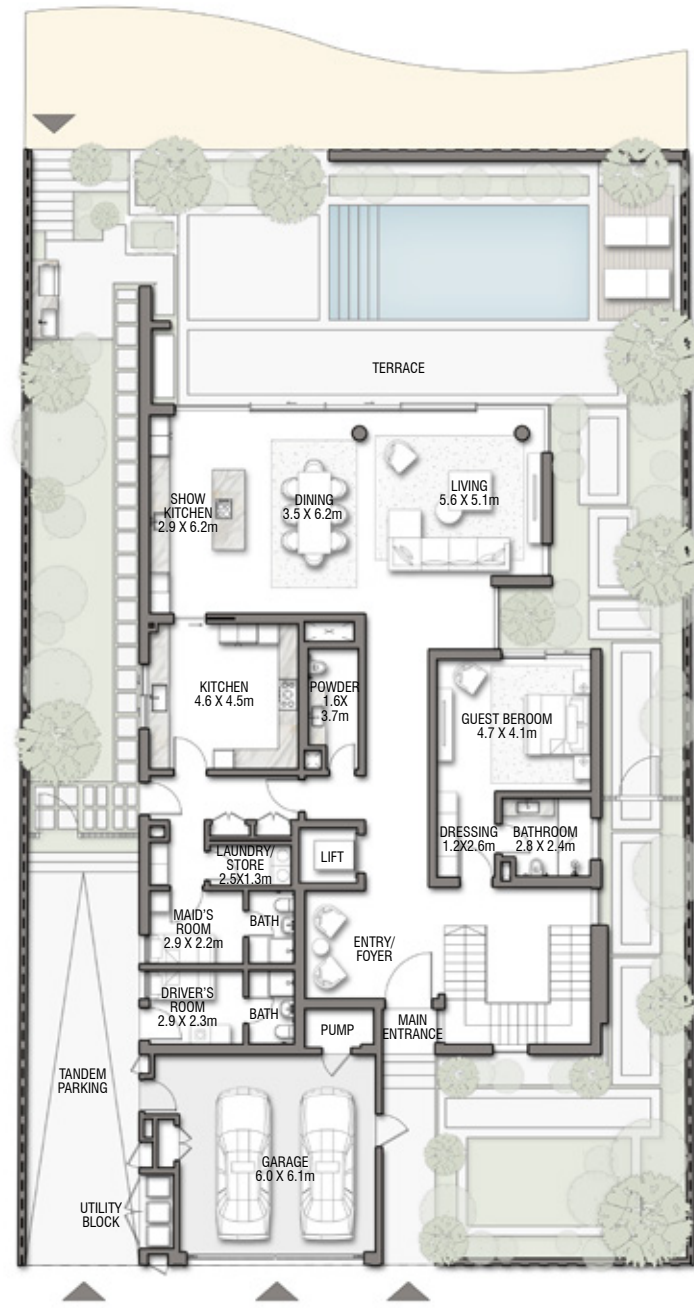 TERRACE
SHOW
KITCHEN
2.9 X 6.2m
DINING
3.5 X 6.2m
LIVING
5.6 X 5.1m
KITCHEN
4.6 X 4.5m
POWDER
1.6X
3.7m
GUEST BEROOM
4.7 X 4.1m
DRESSING
1.2X2.6m
BATHROOM
2.8 X 2.4m
LAUNDRY/
STORE
2.5X1.3m
LIFT
MAID'S
ROOM
2.9 X 2.2m
BATH
ENTRY/
FOYER
DRIVER'S
ROOM
2.9 X 2.3m
BATH
PUMP
MAIN
ENTRANCE
TANDEM
PARKING
GARAGE
6.0 X 6.1m
UTILITY
BLOCK